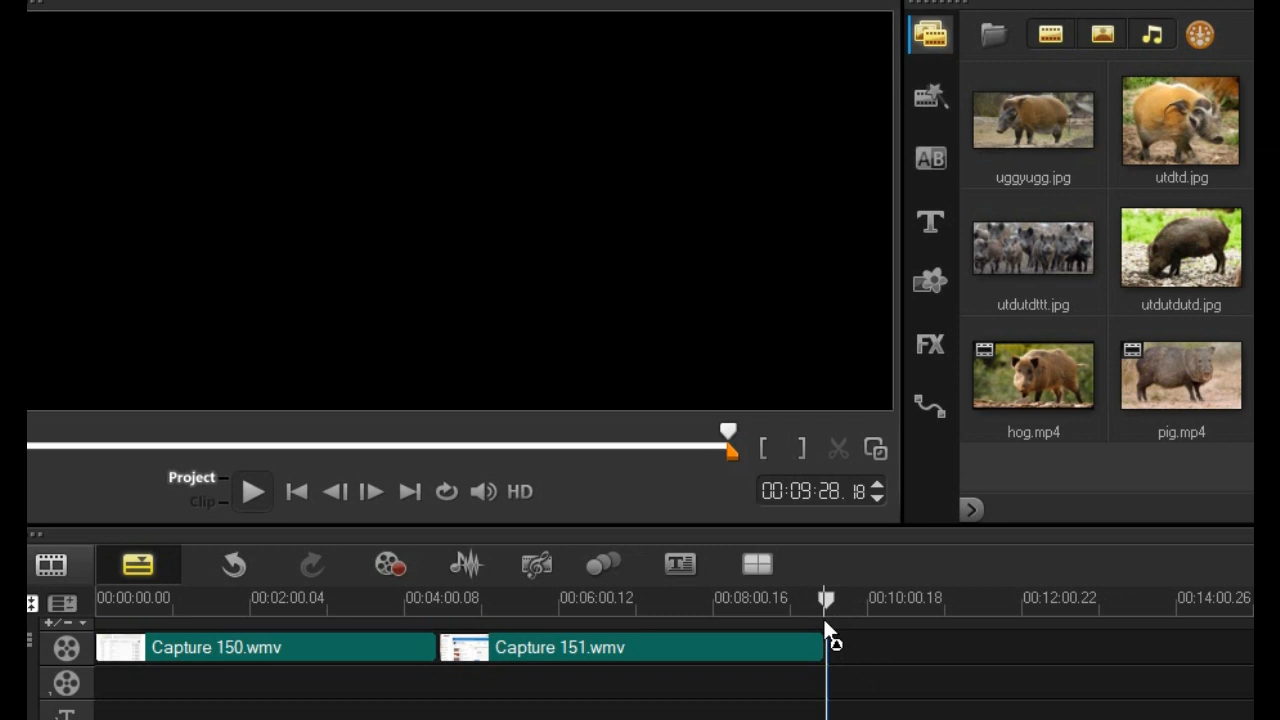 AB
uggyugg.jpg
utdtd.jpg
T
utdutdttt.jpg
utdutdutd.jpg
FX
hog.mp4
pig.mp4
[ ]
Project
Clip
HD
00:09:28. 18
00:00:00.00
00:02:00.04
00:04:00.08
00:06:00.12
00:08:00.16
00:10:00.18
00:12:00.22
00:14:00.26
+/-
Capture 150.wmv
Capture 151.wmv
1
T